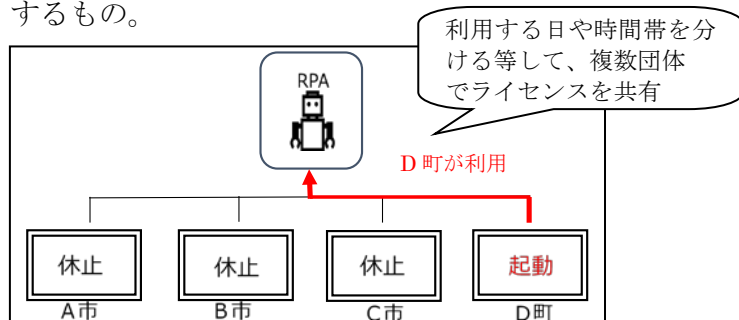 するもの。
利用する日や時間帯を分
ける等して、複数団体
でライセンスを共有
RPA
D 町が利用
休止
休止
休止
起動
A市
B市
C市
D町